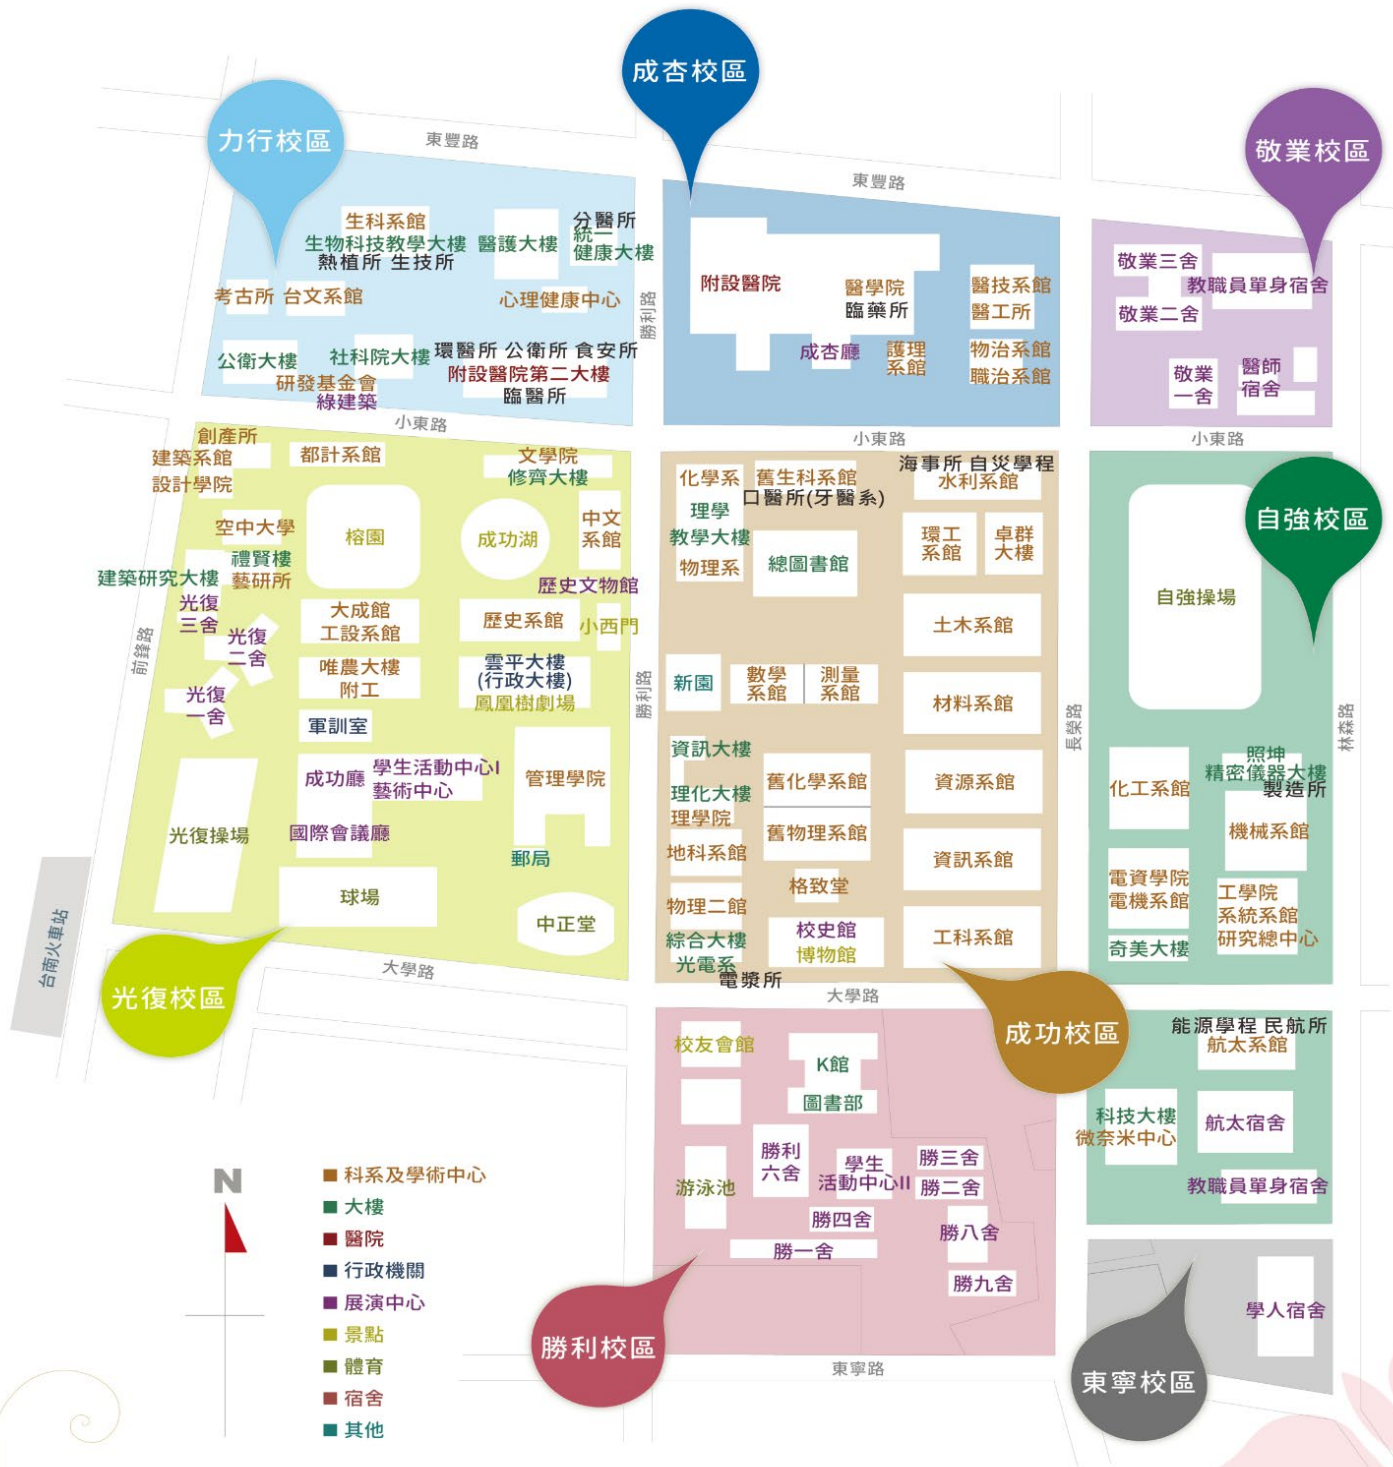 成杏校區
力行校區
敬業校區
東豐路
東豐路
生科系館
生物科技教學大樓
熱植所 生技所
醫護大樓
分醫所
統一
健康大樓
考古所
台文系館
心理健康中心
公衛大樓
社科院大樓
研發基金會
綠建築
環醫所 公衛所 食安所
附設醫院第二大樓
臨醫所
勝利路
附設醫院
醫學院
臨藥所
醫技系館
醫工所
成杏廳
護理
系館
物治系館
職治系館
敬業三舍
教職員單身宿舍
敬業二舍
敬業
一舍
醫師
宿舍
小東路
小東路
小東路
創產所
建築系館
設計學院
都計系館
文學院
修齊大樓
空中大學
榕園
成功湖
中文
系館
禮賢樓
建築研究大樓
藝研所
歷史文物館
光復
三舍
大成館
工設系館
歷史系館
小西門
光復
二舍
前鋒路
唯農大樓
附工
雲平大樓
(行政大樓)
鳳凰樹劇場
光復
一舍
軍訓室
成功廳
學生活動中心I
藝術中心
管理學院
國際會議廳
光復操場
郵局
球場
中正堂
台南火車站
光復校區
大學路
化學系
舊生科系館
口醫所(牙醫系)
海事所 自災學程
水利系館
理學
教學大樓
物理系
總圖書館
環工
系館
卓群
大樓
土木系館
新園
數學
系館
測量
系館
材料系館
勝利路
長榮路
資訊大樓
舊化學系館
資源系館
理化大樓
理學院
舊物理系館
地科系館
資訊系館
格致堂
物理二館
校史館
博物館
工科系館
綜合大樓
光電系
電漿所
大學路
成功校區
自強校區
自強操場
林森路
照坤
精密儀器大樓
製造所
化工系館
機械系館
電資學院
電機系館
工學院
系統系館
研究總中心
奇美大樓
能源學程 民航所
航太系館
科技大樓
微奈米中心
航太宿舍
教職員單身宿舍
校友會館
K館
圖書部
勝利
六舍
學生
活動中心II
勝三舍
勝二舍
游泳池
勝四舍
勝八舍
勝一舍
勝九舍
勝利校區
東寧路
學人宿舍
東寧校區
N
科系及學術中心
大樓
醫院
行政機關
展演中心
景點
體育
宿舍
其他